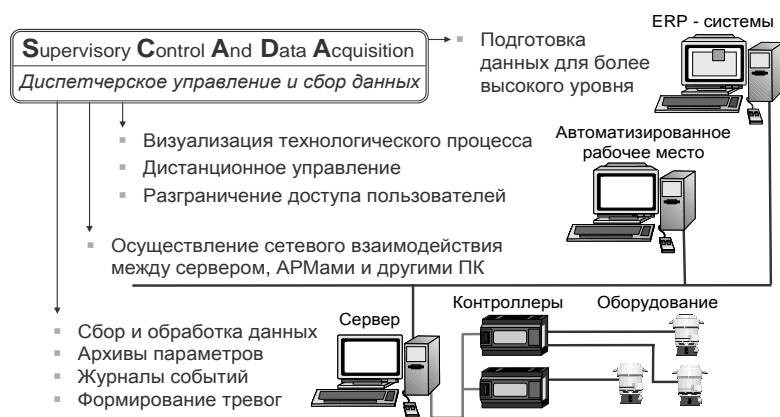 Supervisory Control And Data Acquisition
Диспетчерское управление и сбор данных
Подготовка
данных для более
высокого уровня
ERP - системы
Визуализация технологического процесса
Дистанционное управление
Разграничение доступа пользователей
Автоматизированное
рабочее место
Осуществление сетевого взаимодействия
между сервером, АРМами и другими ПК
Сбор и обработка данных
Архивы параметров
Журналы событий
Формирование тревог
Сервер
Контроллеры
Оборудование